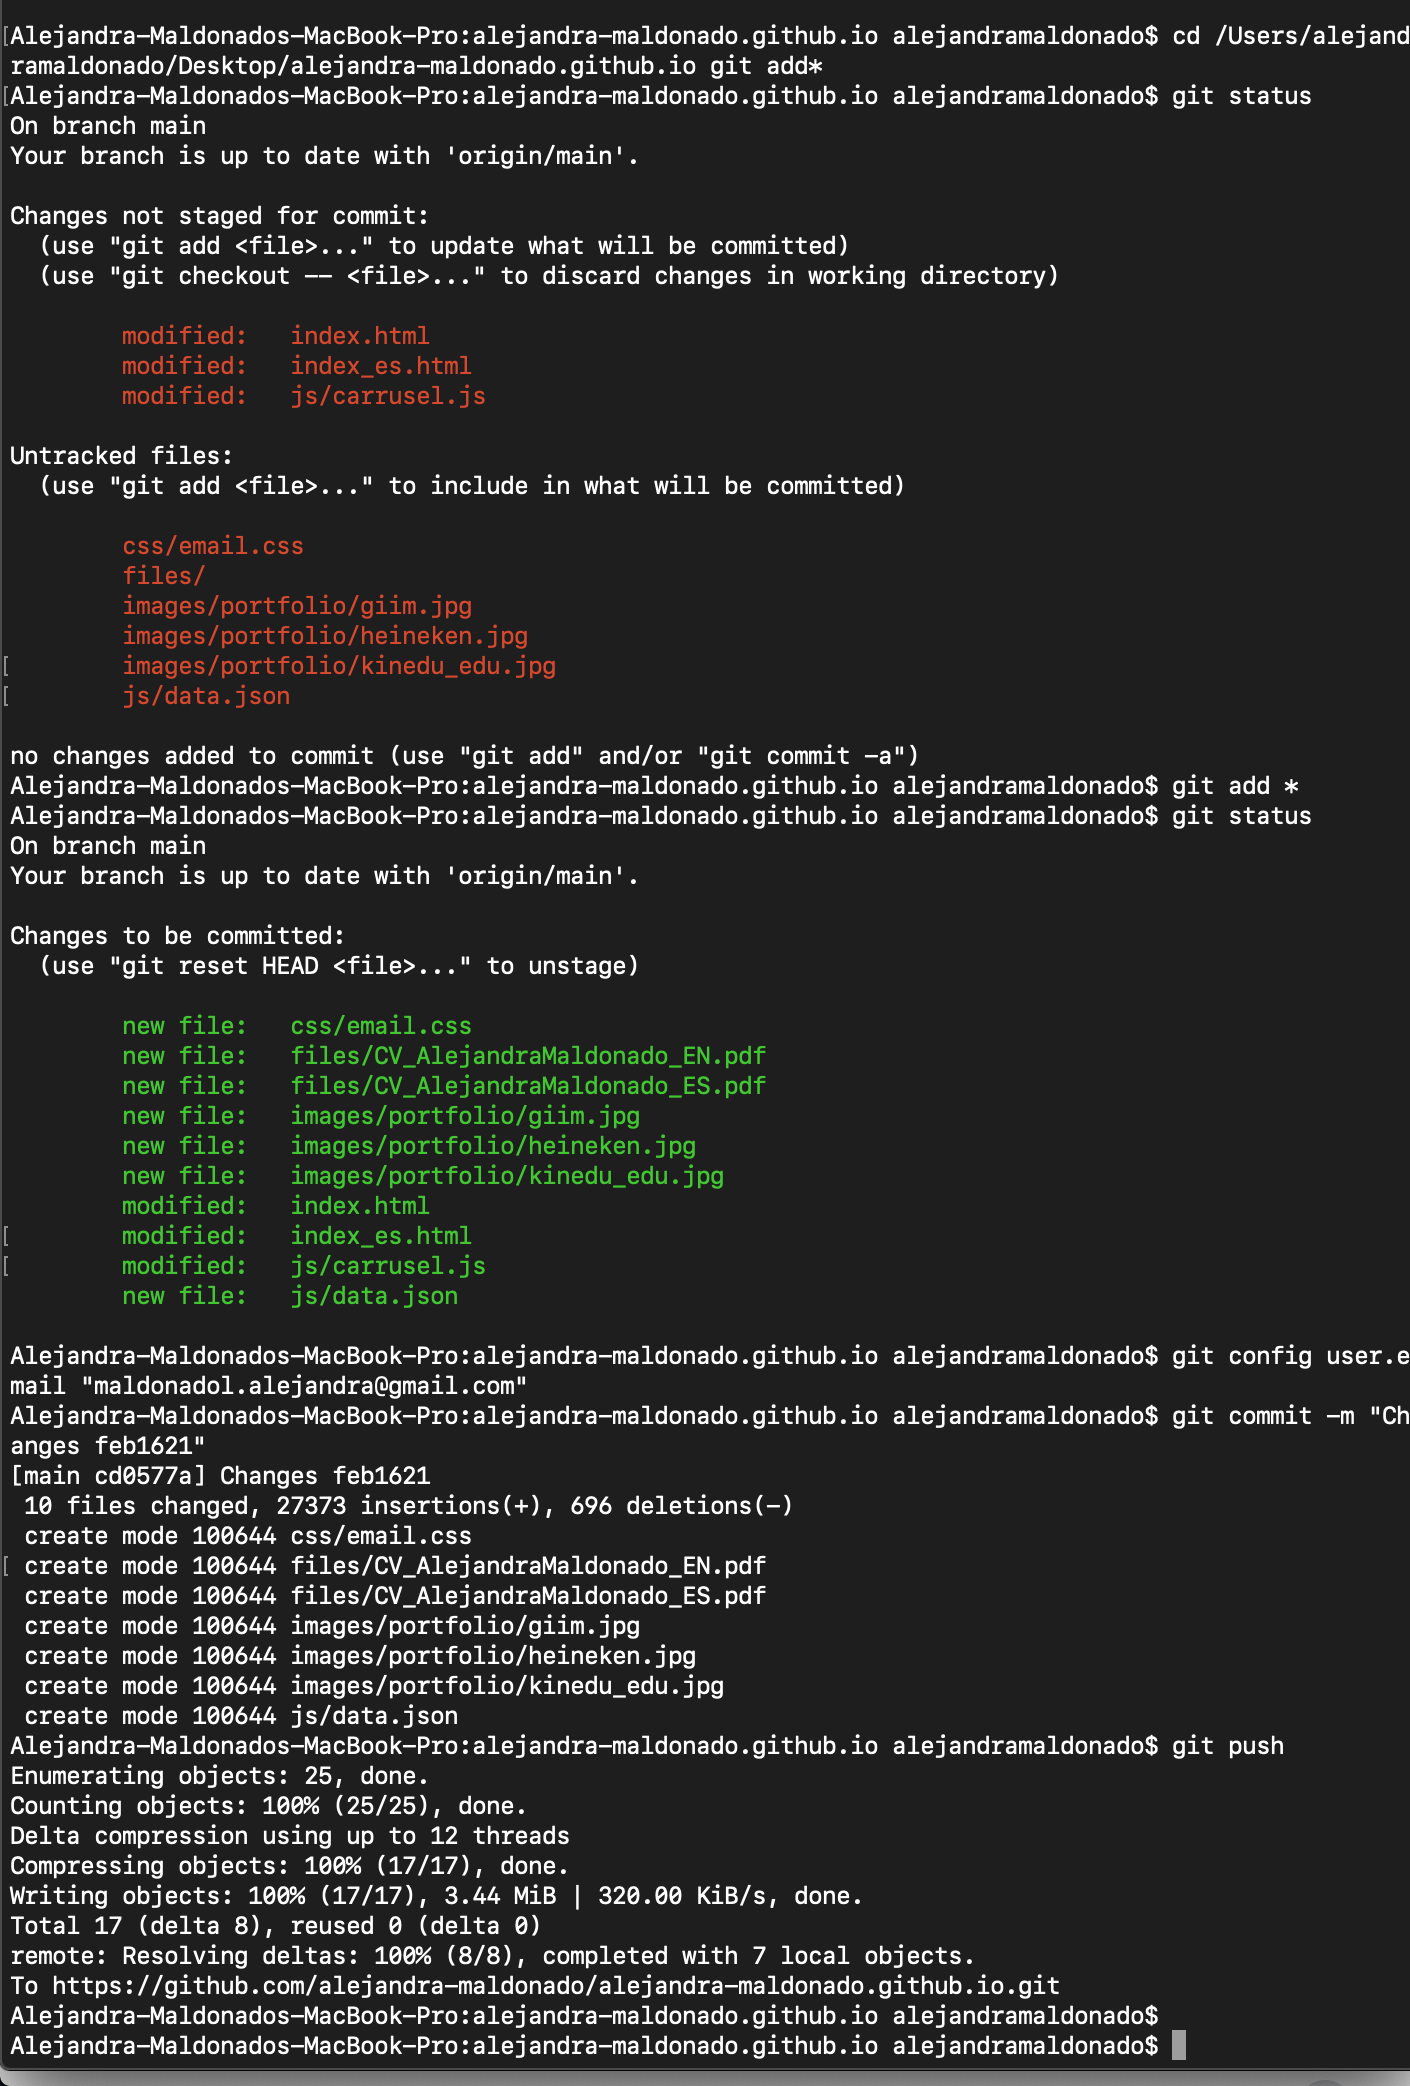 [Alejandra-Maldonados-MacBook-Pro:alejandra-maldonado.github.io alejandramaldonado$ cd /Users/alejand
ramaldonado/Desktop/alejandra-maldonado.github.io git add*
[Alejandra-Maldonados-MacBook-Pro:alejandra-maldonado.github.io alejandramaldonado$ git status
On branch main
Your branch is up to date with 'origin/main'.

Changes not staged for commit:
  (use "git add <file>..." to update what will be committed)
  (use "git checkout -- <file>..." to discard changes in working directory)

        modified:   index.html
        modified:   index_es.html
        modified:   js/carrusel.js

Untracked files:
  (use "git add <file>..." to include in what will be committed)

        css/email.css
        files/
        images/portfolio/giim.jpg
        images/portfolio/heineken.jpg
[       images/portfolio/kinedu_edu.jpg
[       js/data.json

no changes added to commit (use "git add" and/or "git commit -a")
Alejandra-Maldonados-MacBook-Pro:alejandra-maldonado.github.io alejandramaldonado$ git add *
Alejandra-Maldonados-MacBook-Pro:alejandra-maldonado.github.io alejandramaldonado$ git status
On branch main
Your branch is up to date with 'origin/main'.

Changes to be committed:
  (use "git reset HEAD <file>..." to unstage)

        new file:   css/email.css
        new file:   files/CV_AlejandraMaldonado_EN.pdf
        new file:   files/CV_AlejandraMaldonado_ES.pdf
        new file:   images/portfolio/giim.jpg
        new file:   images/portfolio/heineken.jpg
        new file:   images/portfolio/kinedu_edu.jpg
        modified:   index.html
[       modified:   index_es.html
[       modified:   js/carrusel.js
        new file:   js/data.json

Alejandra-Maldonados-MacBook-Pro:alejandra-maldonado.github.io alejandramaldonado$ git config user.e
mail "maldonadol.alejandra@gmail.com"
Alejandra-Maldonados-MacBook-Pro:alejandra-maldonado.github.io alejandramaldonado$ git commit -m "Ch
anges feb1621"
[main cd0577a] Changes feb1621
 10 files changed, 27373 insertions(+), 696 deletions(-)
 create mode 100644 css/email.css
[ create mode 100644 files/CV_AlejandraMaldonado_EN.pdf
 create mode 100644 files/CV_AlejandraMaldonado_ES.pdf
 create mode 100644 images/portfolio/giim.jpg
 create mode 100644 images/portfolio/heineken.jpg
 create mode 100644 images/portfolio/kinedu_edu.jpg
 create mode 100644 js/data.json
Alejandra-Maldonados-MacBook-Pro:alejandra-maldonado.github.io alejandramaldonado$ git push
Enumerating objects: 25, done.
Counting objects: 100% (25/25), done.
Delta compression using up to 12 threads
Compressing objects: 100% (17/17), done.
Writing objects: 100% (17/17), 3.44 MiB | 320.00 KiB/s, done.
Total 17 (delta 8), reused 0 (delta 0)
remote: Resolving deltas: 100% (8/8), completed with 7 local objects.
To https://github.com/alejandra-maldonado/alejandra-maldonado.github.io.git
Alejandra-Maldonados-MacBook-Pro:alejandra-maldonado.github.io alejandramaldonado$
Alejandra-Maldonados-MacBook-Pro:alejandra-maldonado.github.io alejandramaldonado$